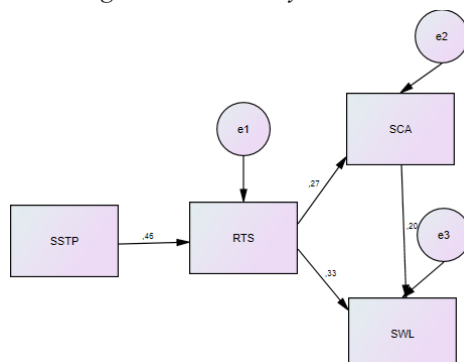 e2
SCA
e1
,27
,20
SSTP
,46
RTS
e3
,33
SWL